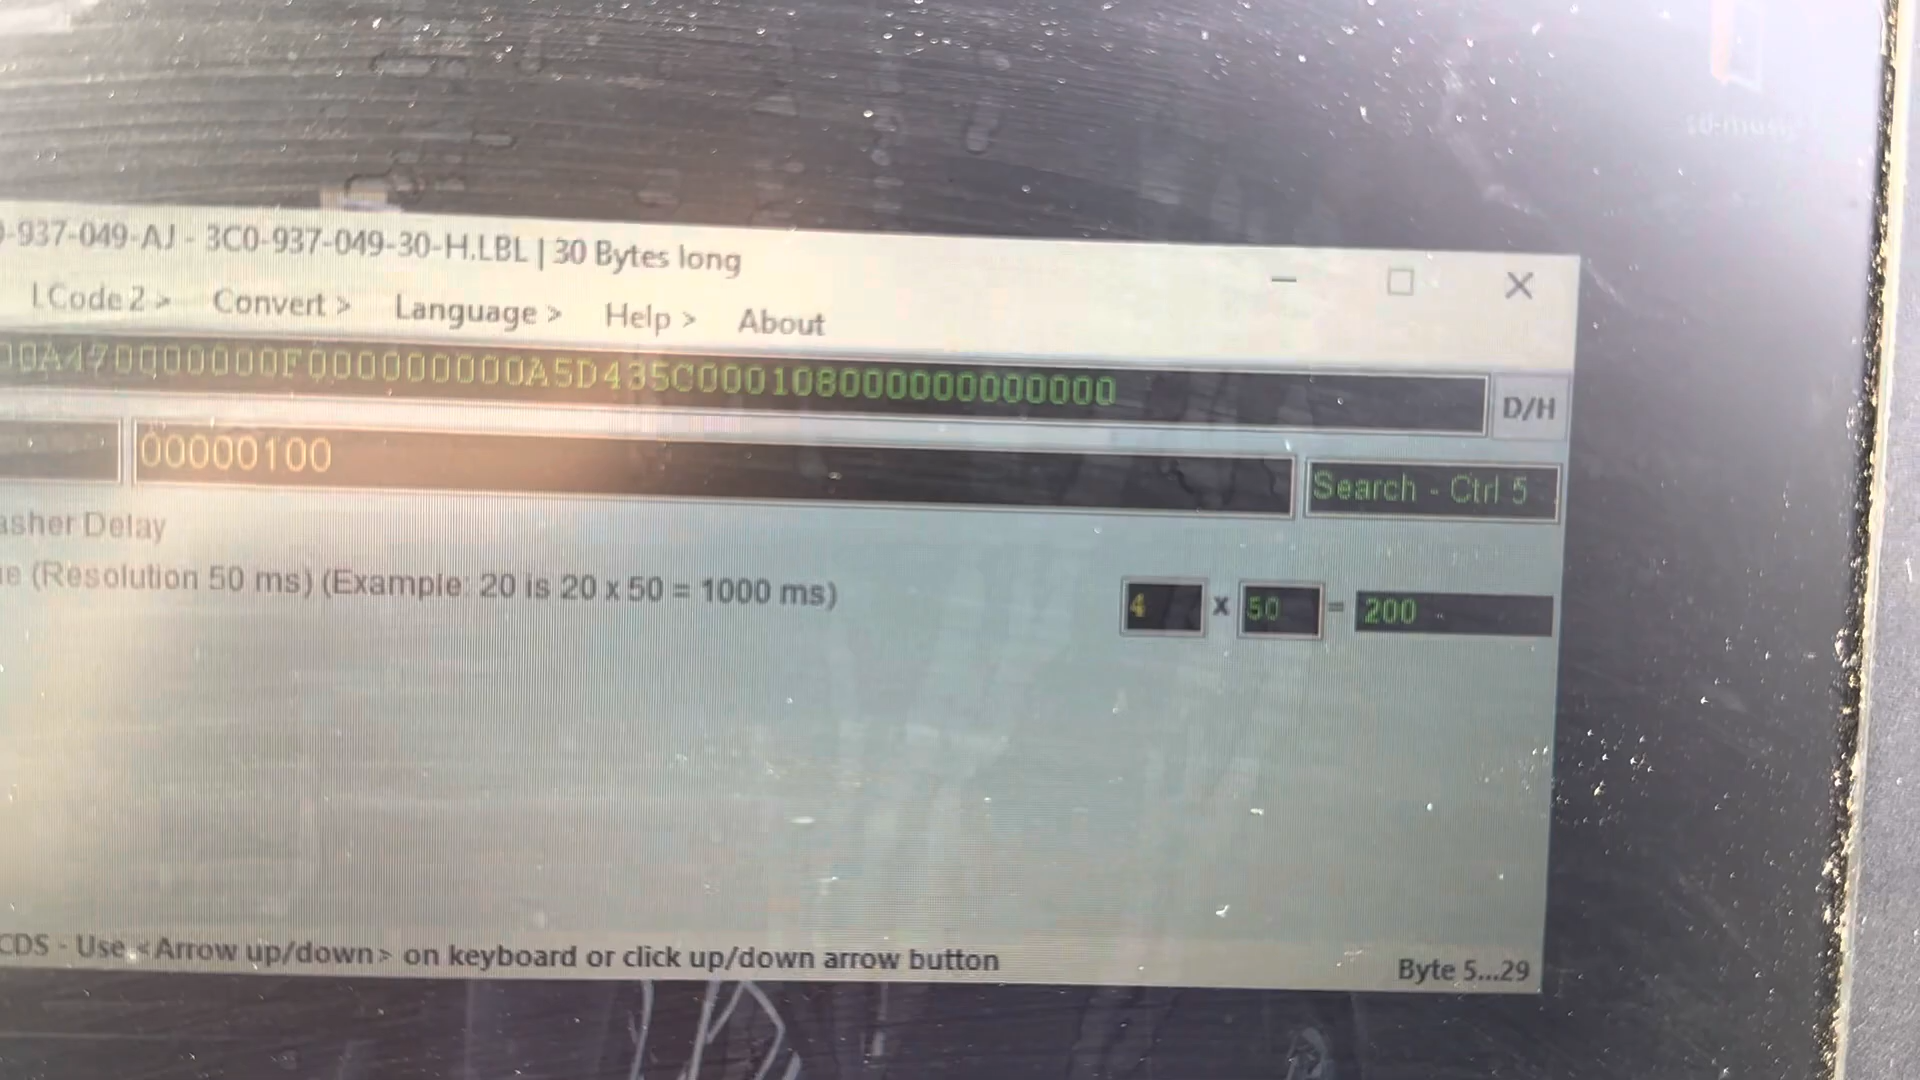 -937-049-AJ - 3C0-937-049-30-H.LBL | 30 Bytes long
LCode 2 > Convert > Language > Help > About
00A470000000F000000000A5D435C000108000000000000 D/H
00000100 Search - Ctrl 5
asher Delay
e (Resolution 50 ms) (Example: 20 is 20 x 50 = 1000 ms) 4 x 50 = 200
CDS - Use <Arrow up/down> on keyboard or click up/down arrow button Byte 5...29